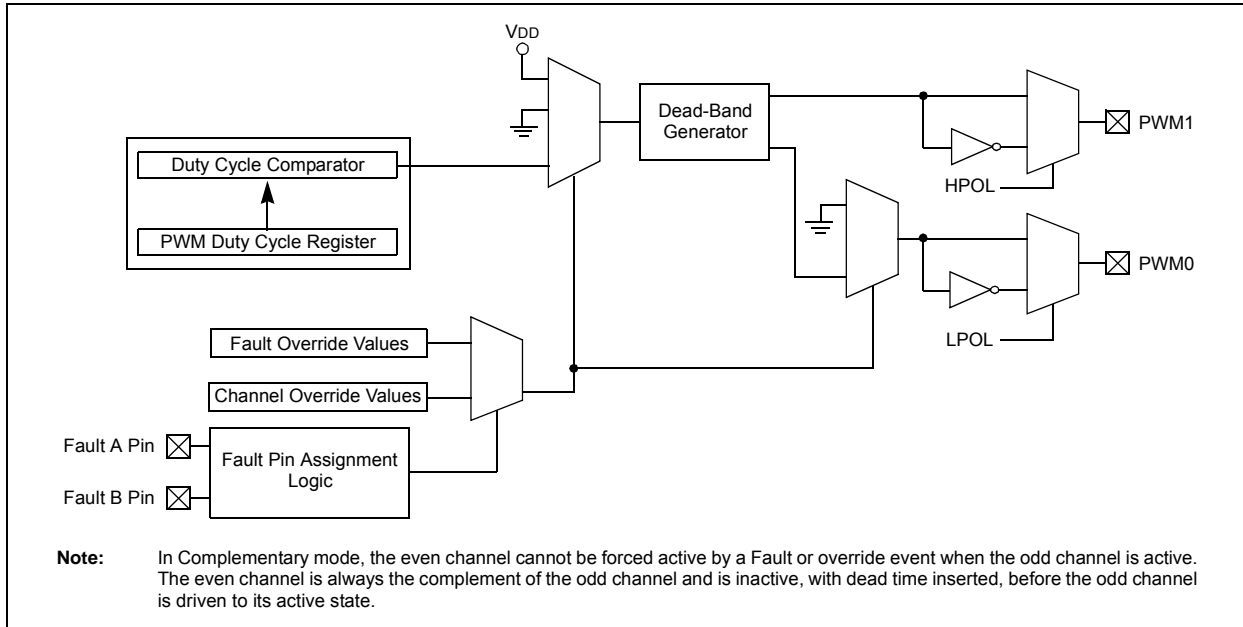 VDD
Dead-Band
Generator
PWM1
HPOL
Duty Cycle Comparator
PWM Duty Cycle Register
PWM0
LPOL
Fault Override Values
Channel Override Values
Fault A Pin
Fault Pin Assignment
Logic
Fault B Pin
Note: In Complementary mode, the even channel cannot be forced active by a Fault or override event when the odd channel is active.
The even channel is always the complement of the odd channel and is inactive, with dead time inserted, before the odd channel
is driven to its active state.